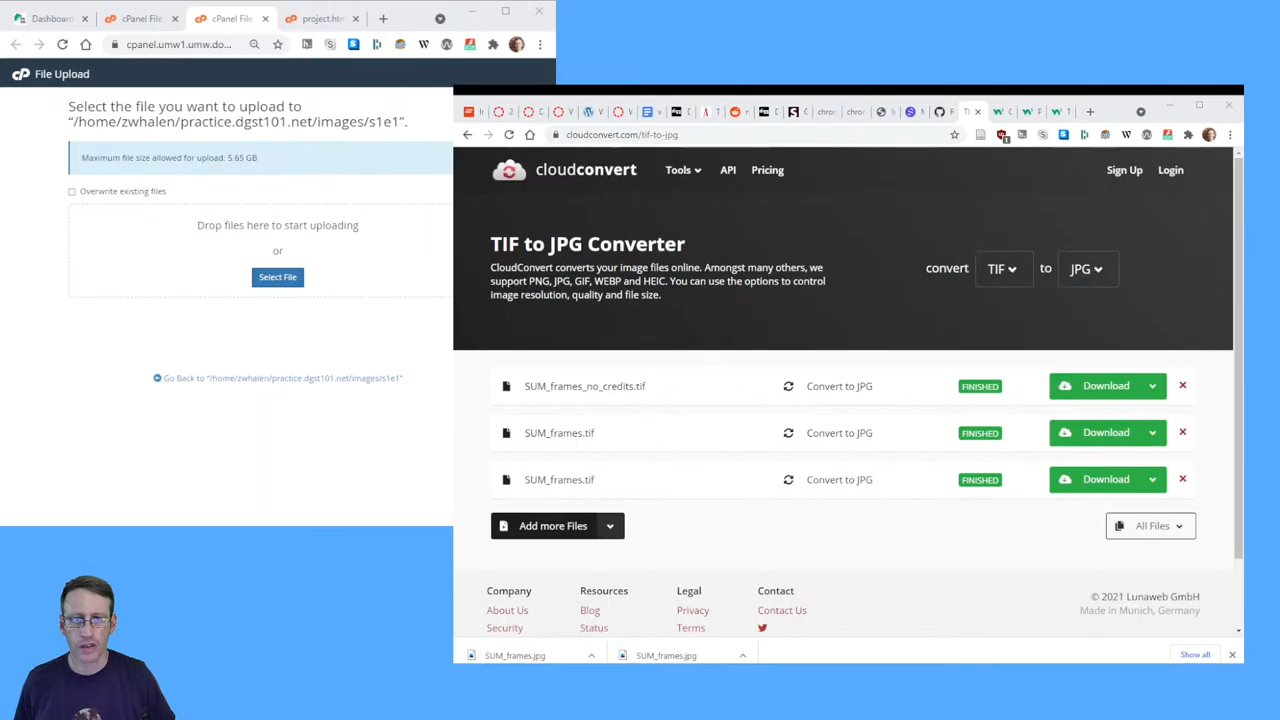 Dashboard
cPanel File
cPanel File
project.htm
cpanel.umw1.umw.do...
cP File Upload
Select the file you want to upload to
"/home/zwhalen/practice.dgst101.net/images/s1e1".
Maximum file size allowed for upload: 5.65 GB
Overwrite existing files
Drop files here to start uploading
or
Select File
Go Back to "/home/zwhalen/practice.dgst101.net/images/s1e1"
cloudconvert.com/tif-to-jpg
cloudconvert
Tools
API
Pricing
Sign Up
Login
TIF to JPG Converter
CloudConvert converts your image files online. Amongst many others, we
support PNG, JPG, GIF, WEBP and HEIC. You can use the options to control
image resolution, quality and file size.
convert TIF to JPG
SUM_frames_no_credits.tif Convert to JPG FINISHED Download
SUM_frames.tif Convert to JPG FINISHED Download
SUM_frames.tif Convert to JPG FINISHED Download
Add more Files
All Files
Company
About Us
Security
Resources
Blog
Status
Legal
Privacy
Terms
Contact
Contact Us
© 2021 Lunaweb GmbH
Made in Munich, Germany
SUM_frames.jpg
SUM_frames.jpg
Show all